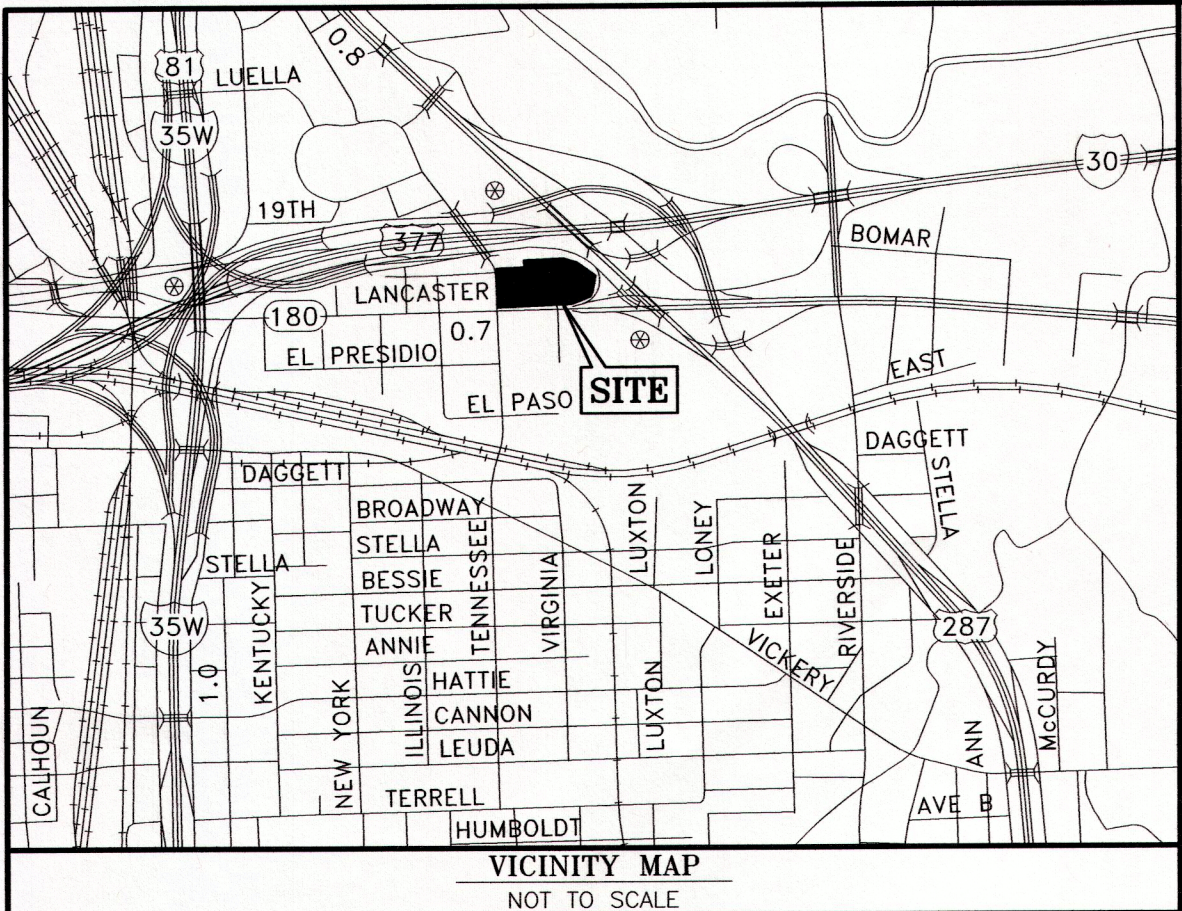 0.8
81
LUELLA
35W
30
19TH
377
BOMAR
LANCASTER
180
0.7
EL PRESIDIO
EAST
EL PASO
SITE
DAGGETT
DAGGETT
STELLA
BROADWAY
STELLA
BESSIE
TUCKER
ANNIE
TENNESSEE
VIRGINIA
LUXTON
LONEY
EXETER
RIVERSIDE
STELLA
35W
1.0
KENTUCKY
287
VICKERY
HATTIE
CANNON
LEUDA
NEW YORK
ILLINOIS
LUXTON
CALHOUN
ANN
McCURDY
TERRELL
AVE B
HUMBOLDT
VICINITY MAP
NOT TO SCALE